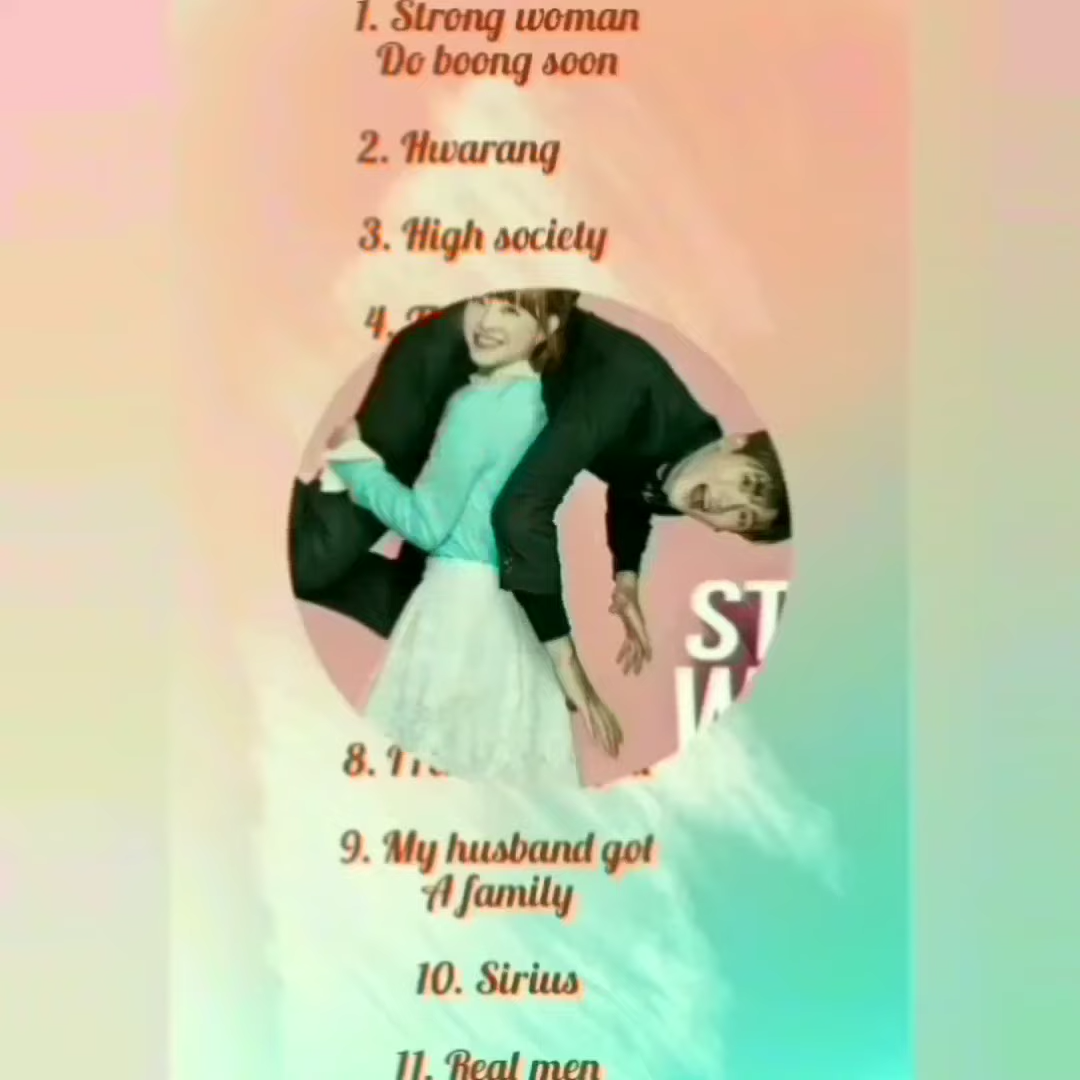 1. Strong woman
Do boong soon
2. Hwarang
3. High society
4.
ST
8.
9. My husband got
A family
10. Sirius
11. Real men